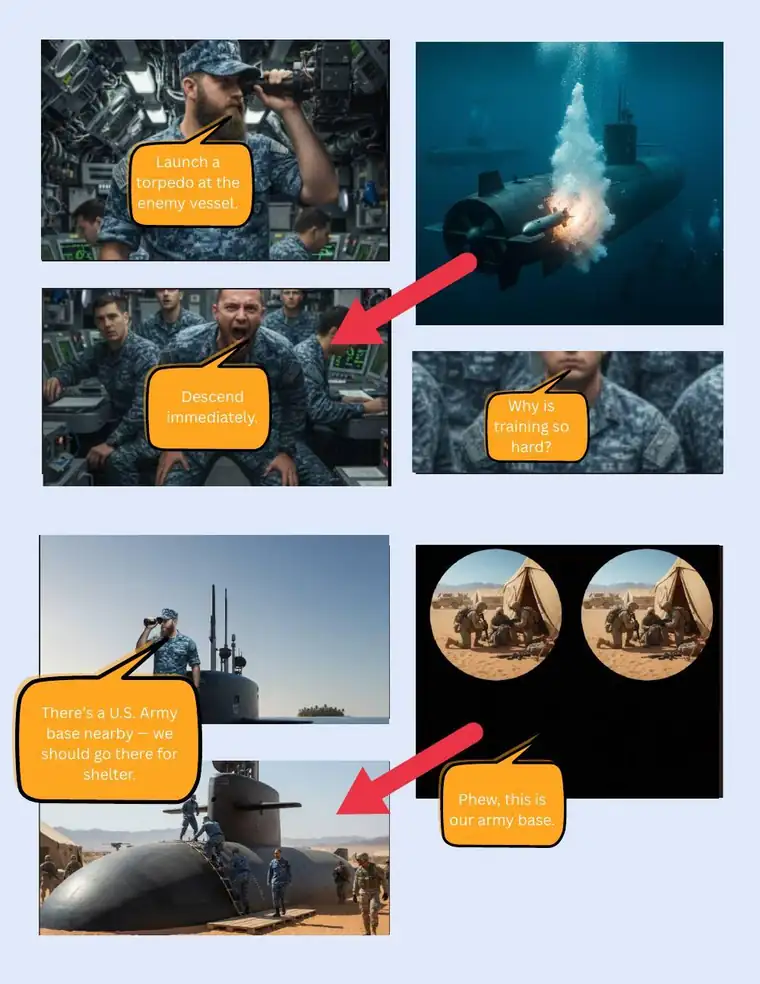 Launch a
torpedo at the
enemy vessel.
Descend
immediately.
Why is
training so
hard?
There's a U.S. Army
base nearby — we
should go there for
shelter.
Phew, this is
our army base.